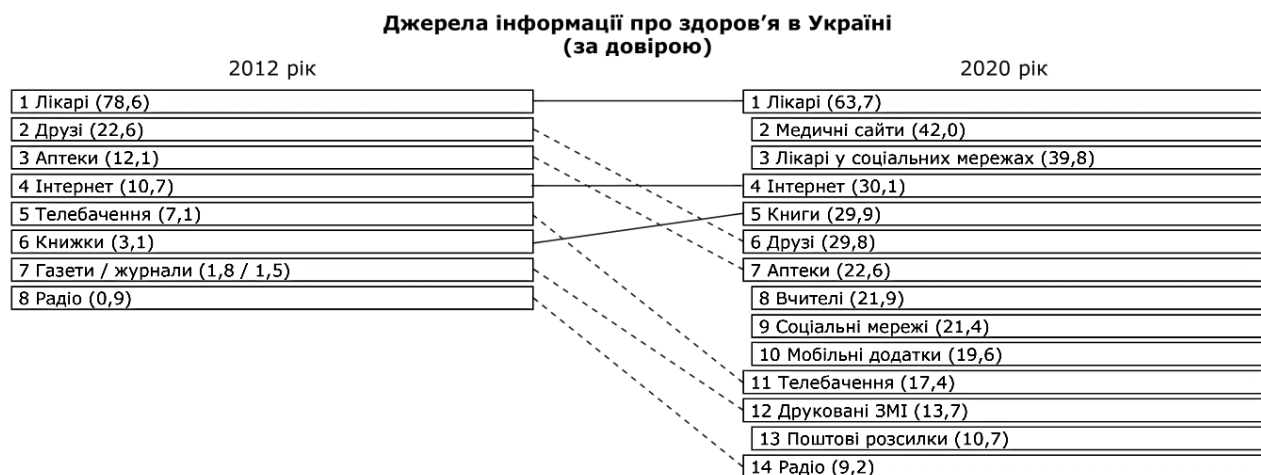 Джерела інформації про здоров’я в Україні
(за довірою)
2012 рік
1 Лікарі (78,6)
2 Друзі (22,6)
3 Аптеки (12,1)
4 Інтернет (10,7)
5 Телебачення (7,1)
6 Книжки (3,1)
7 Газети / журнали (1,8 / 1,5)
8 Радіо (0,9)
2020 рік
1 Лікарі (63,7)
2 Медичні сайти (42,0)
3 Лікарі у соціальних мережах (39,8)
4 Інтернет (30,1)
5 Книги (29,9)
6 Друзі (29,8)
7 Аптеки (22,6)
8 Вчителі (21,9)
9 Соціальні мережі (21,4)
10 Мобільні додатки (19,6)
11 Телебачення (17,4)
12 Друковані ЗМІ (13,7)
13 Поштові розсилки (10,7)
14 Радіо (9,2)